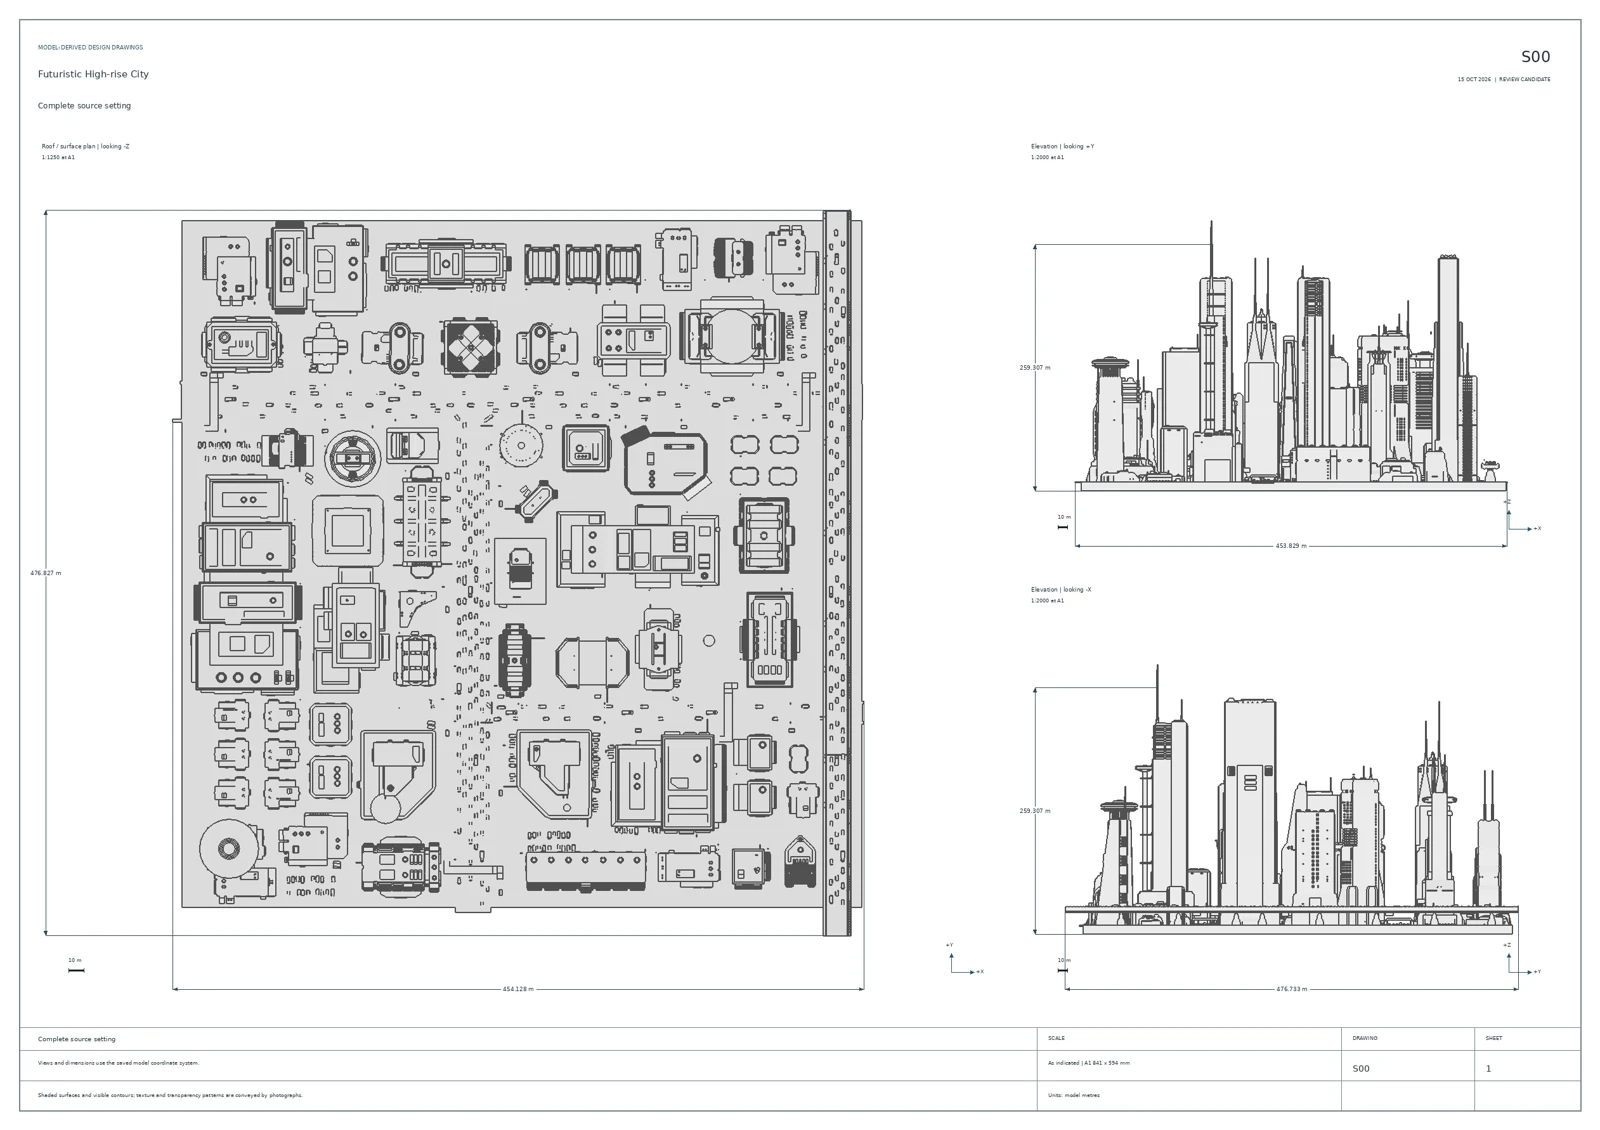 MODEL-DERIVED DESIGN DRAWINGS
Futuristic High-rise City
Complete source setting
S00
15 OCT 2026 | REVIEW CANDIDATE
Roof / surface plan | looking -Z
1:1250 at A1
476.827 m
10 m
454.128 m
+Y
+X
Elevation | looking +Y
1:2000 at A1
259.307 m
10 m
453.829 m
+Z
+X
Elevation | looking -X
1:2000 at A1
259.307 m
10 m
476.733 m
+Z
+Y
Complete source setting
Views and dimensions use the saved model coordinate system.
Shaded surfaces and visible contours; texture and transparency patterns are conveyed by photographs.
SCALE
As indicated | A1 841 x 594 mm
Units: model metres
DRAWING
S00
SHEET
1